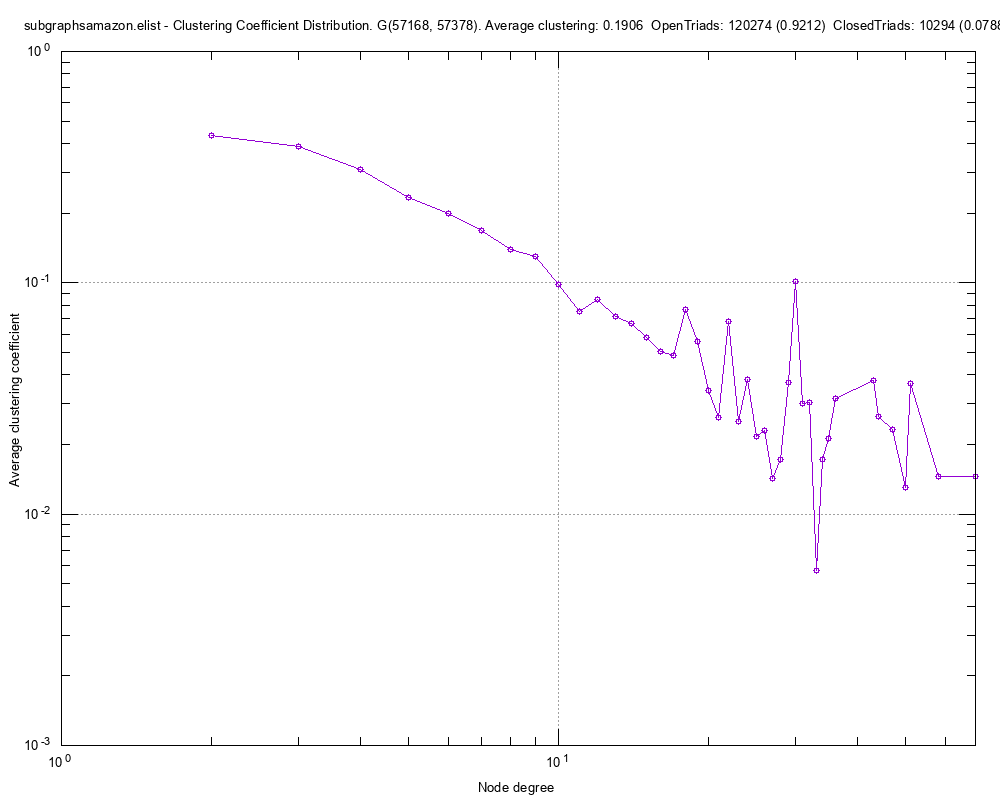 subgraphsamazon.elist - Clustering Coefficient Distribution. G(57168, 57378). Average clustering: 0.1906  OpenTriads: 120274 (0.9212)  ClosedTriads: 10294 (0.0788
10^0
10^-1
10^-2
10^-3
Average clustering coefficient
10^0
10^1
Node degree